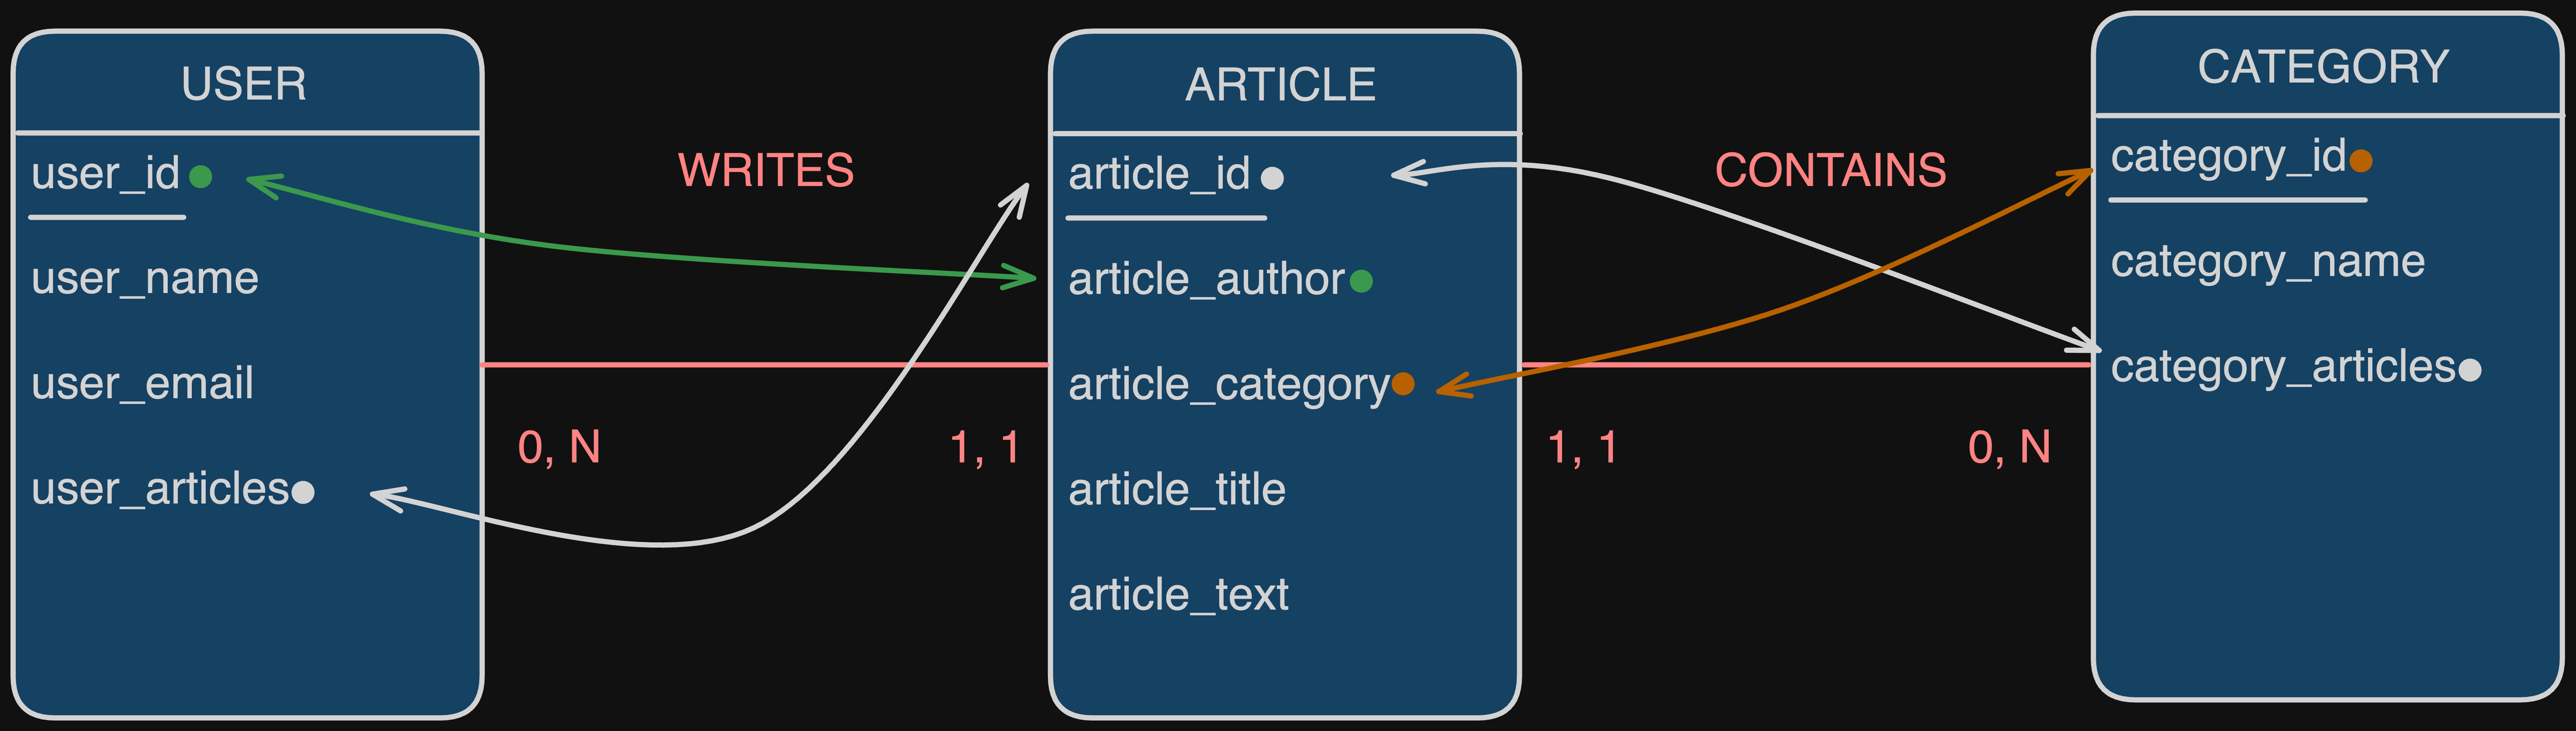 USER
user_id
user_name
user_email
user_articles
WRITES
0, N
1, 1
ARTICLE
article_id
article_author
article_category
article_title
article_text
CONTAINS
1, 1
0, N
CATEGORY
category_id
category_name
category_articles